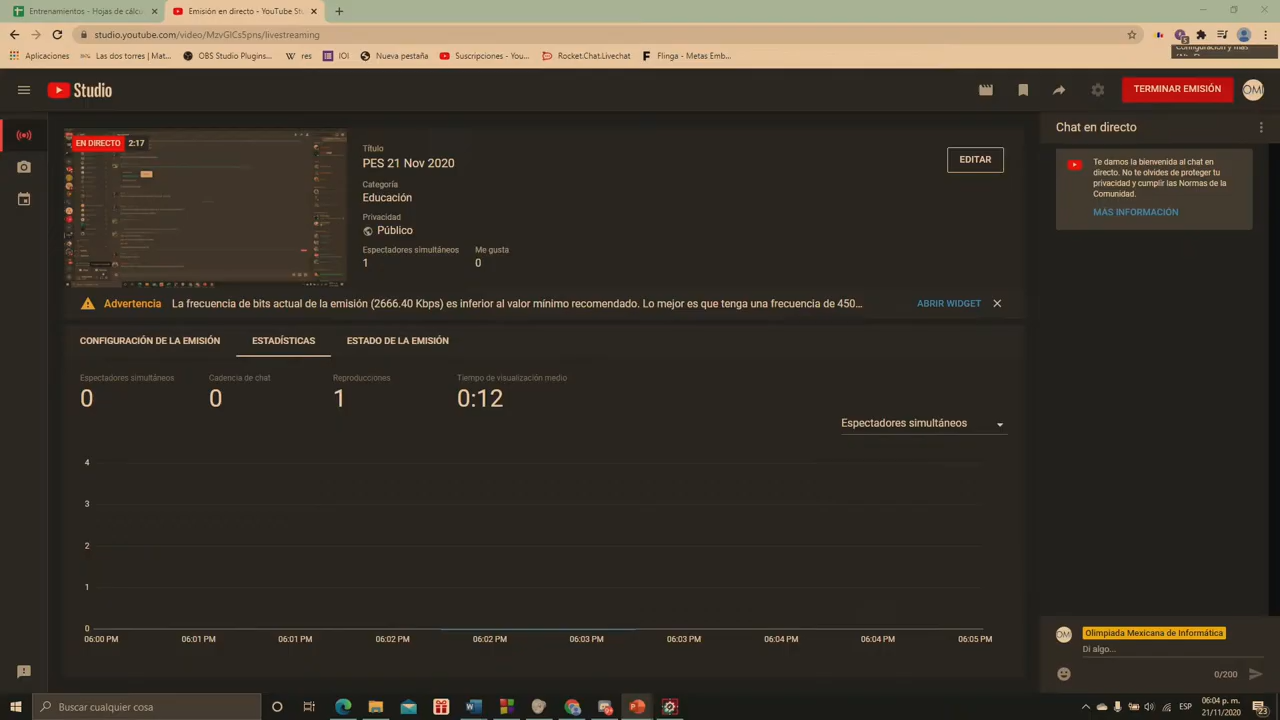 Entrenamientos - Hojas de cálcu
Emisión en directo - YouTube Stu
studio.youtube.com/video/MzvGlCs5pns/livestreaming
Aplicaciones
Las dos torres | Mat...
OBS Studio Plugins...
res
IOI
Nueva pestaña
Suscripciones - You...
Rocket.Chat.Livechat
Flinga - Metas Emb...
Configuración y más
Studio
TERMINAR EMISIÓN
OMI
EN DIRECTO 2:17
Título
PES 21 Nov 2020
Categoría
Educación
Privacidad
Público
Espectadores simultáneos
1
Me gusta
0
EDITAR
Chat en directo
Te damos la bienvenida al chat en
directo. No te olvides de proteger tu
privacidad y cumplir las Normas de la
Comunidad.
MÁS INFORMACIÓN
Advertencia La frecuencia de bits actual de la emisión (2666.40 Kbps) es inferior al valor mínimo recomendado. Lo mejor es que tenga una frecuencia de 450...
ABRIR WIDGET
CONFIGURACIÓN DE LA EMISIÓN
ESTADÍSTICAS
ESTADO DE LA EMISIÓN
Espectadores simultáneos
0
Cadencia de chat
0
Reproducciones
1
Tiempo de visualización medio
0:12
Espectadores simultáneos
4
3
2
1
0
06:00 PM 06:01 PM 06:01 PM 06:02 PM 06:02 PM 06:03 PM 06:03 PM 06:04 PM 06:04 PM 06:05 PM
OMI
Olimpiada Mexicana de Informática
Di algo...
0/200
Buscar cualquier cosa
ESP
06:04 p. m.
21/11/2020
23